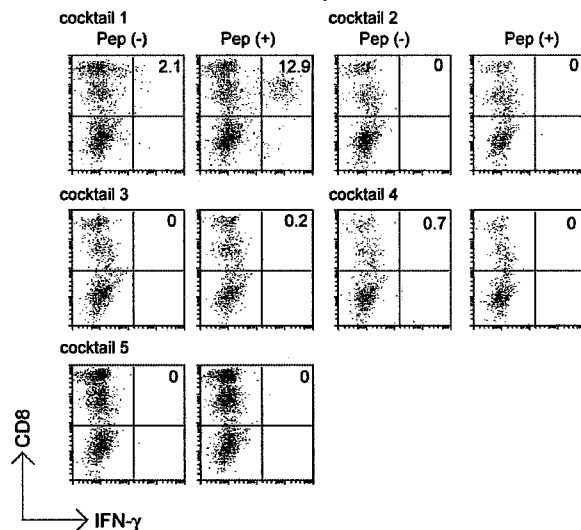 cocktail 1
cocktail 2
Pep (-)
Pep (+)
Pep (-)
Pep (+)
2.1
12.9
0
0
cocktail 3
cocktail 4
0
0.2
0.7
0
cocktail 5
0
0
CD8
IFN-γ